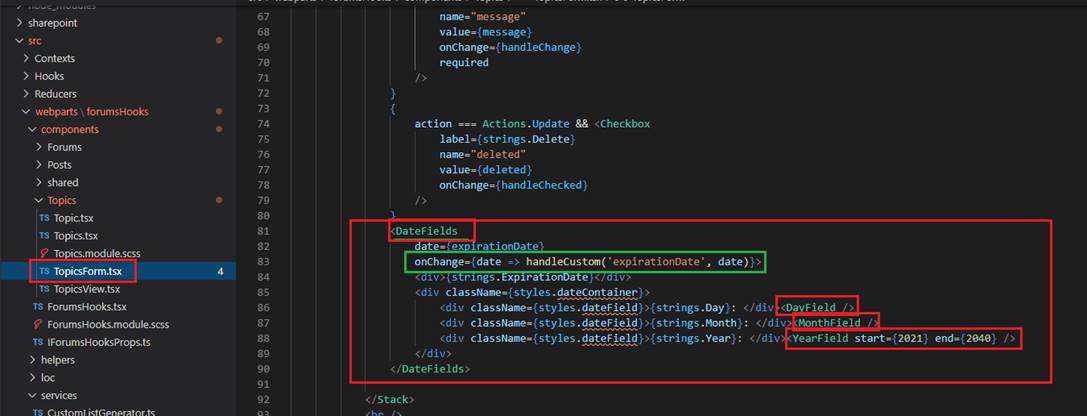 node_modules
> sharepoint
src
> Contexts
> Hooks
> Reducers
webparts \ forumsHooks
components
> Forums
> Posts
> shared
Topics
TS Topic.tsx
TS Topics.tsx
Topics.module.scss
TS TopicsForm.tsx 4
TS TopicsView.tsx
TS ForumsHooks.tsx
ForumsHooks.module.scss
TS IForumsHooksProps.ts
> helpers
> loc
services
TS CustomListGenerator.ts
67 name="message"
68 value={message}
69 onChange={handleChange}
70 required
71 />
72 }
73 {
74 action === Actions.Update && <Checkbox
75 label={strings.Delete}
76 name="deleted"
77 value={deleted}
78 onChange={handleChecked}
79 />
80 }
81 <DateFields
82 date={expirationDate}
83 onChange={date => handleCustom('expirationDate', date)}>
84 <div>{strings.ExpirationDate}</div>
85 <div className={styles.dateContainer}>
86 <div className={styles.dateField}>{strings.Day}: </div><DayField />
87 <div className={styles.dateField}>{strings.Month}: </div><MonthField />
88 <div className={styles.dateField}>{strings.Year}: </div><YearField start={2021} end={2040} />
89 </div>
90 </DateFields>
91
92 </Stack>
93 <br />